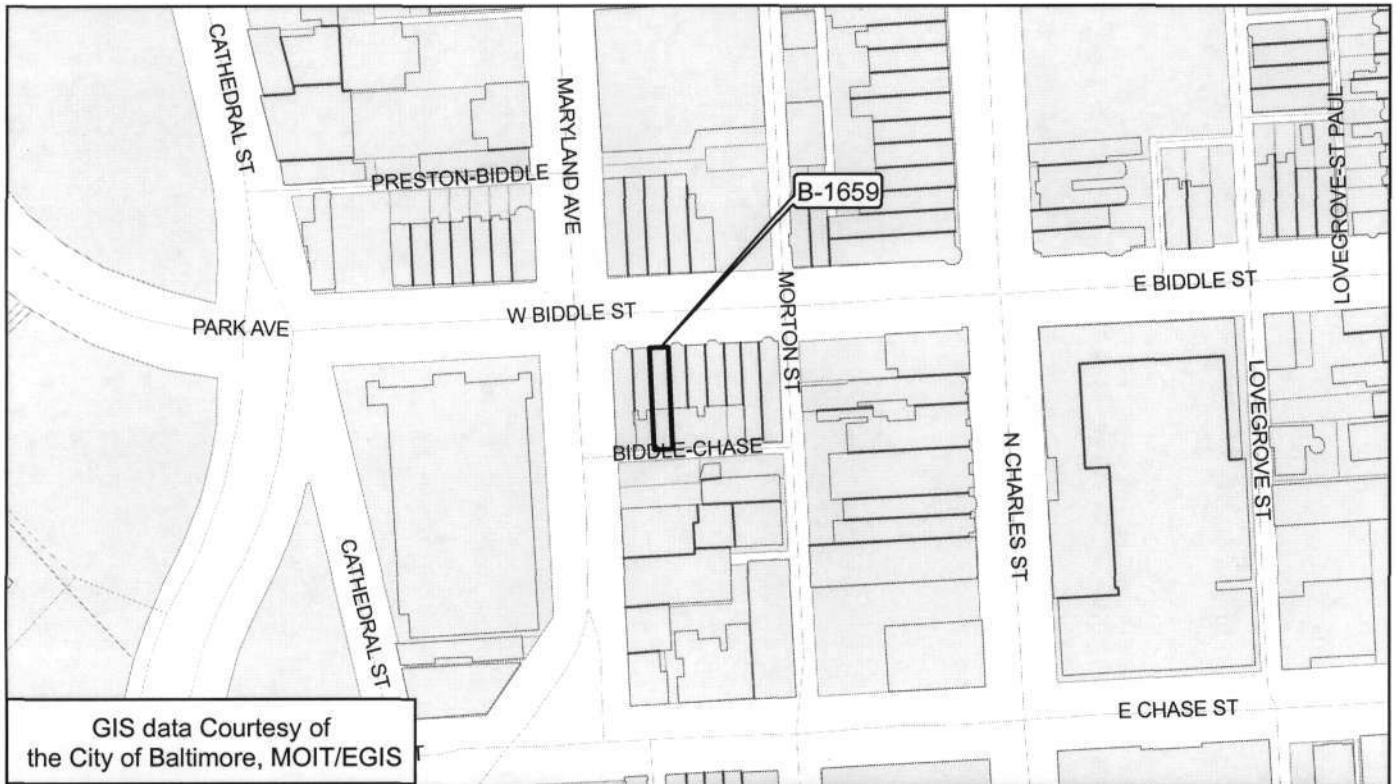 CATHEDRAL ST
MARYLAND AVE
PRESTON-BIDDLE
B-1659
LOVEGROVE-ST PAUL
E BIDDLE ST
W BIDDLE ST
PARK AVE
MORTON ST
LOVEGROVE ST
BIDDLE-CHASE
N CHARLES ST
CATHEDRAL ST
E CHASE ST
GIS data Courtesy of
the City of Baltimore, MOIT/EGIS
T